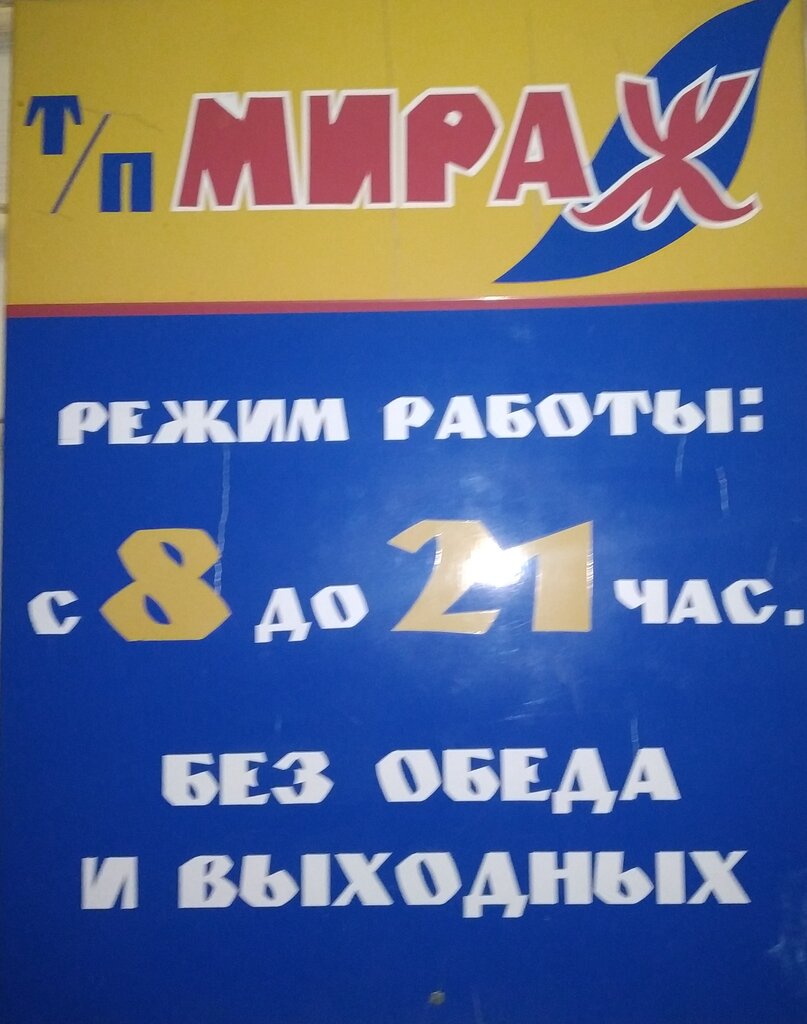 Т/П МИРАЖ
РЕЖИМ РАБОТЫ:
С 8 ДО 21 ЧАС.
БЕЗ ОБЕДА
И ВЫХОДНЫХ